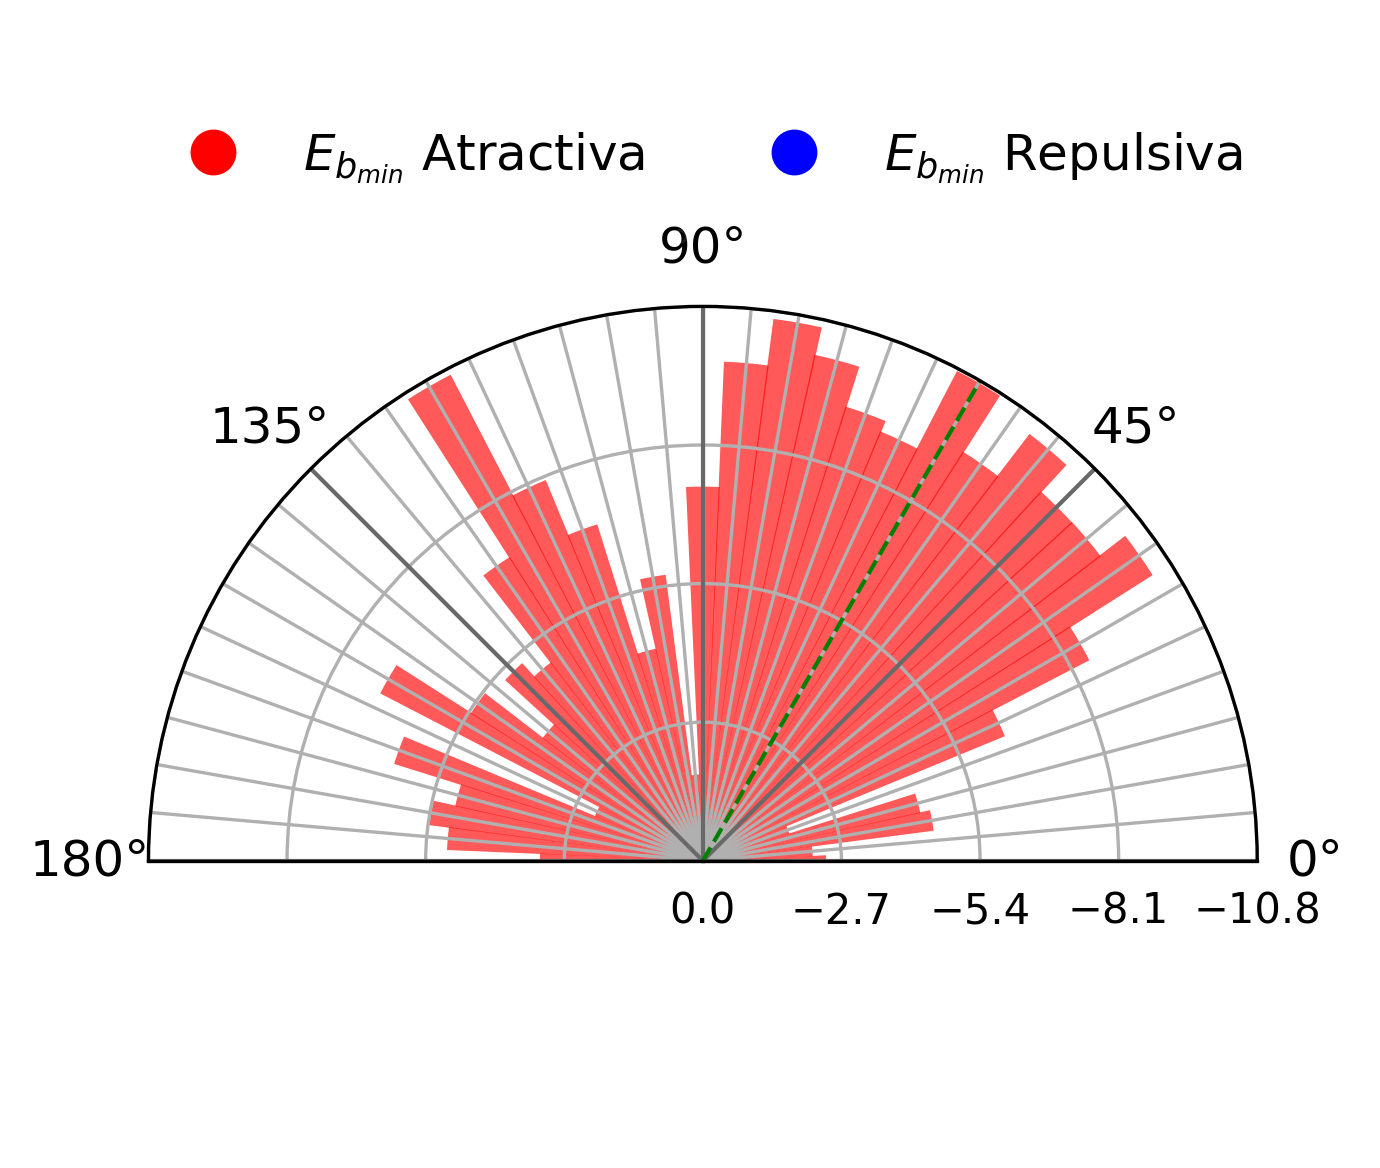 E_{b_{min}} Atractiva E_{b_{min}} Repulsiva
90°
135° 45°
180° 0°
0.0 −2.7 −5.4 −8.1 −10.8